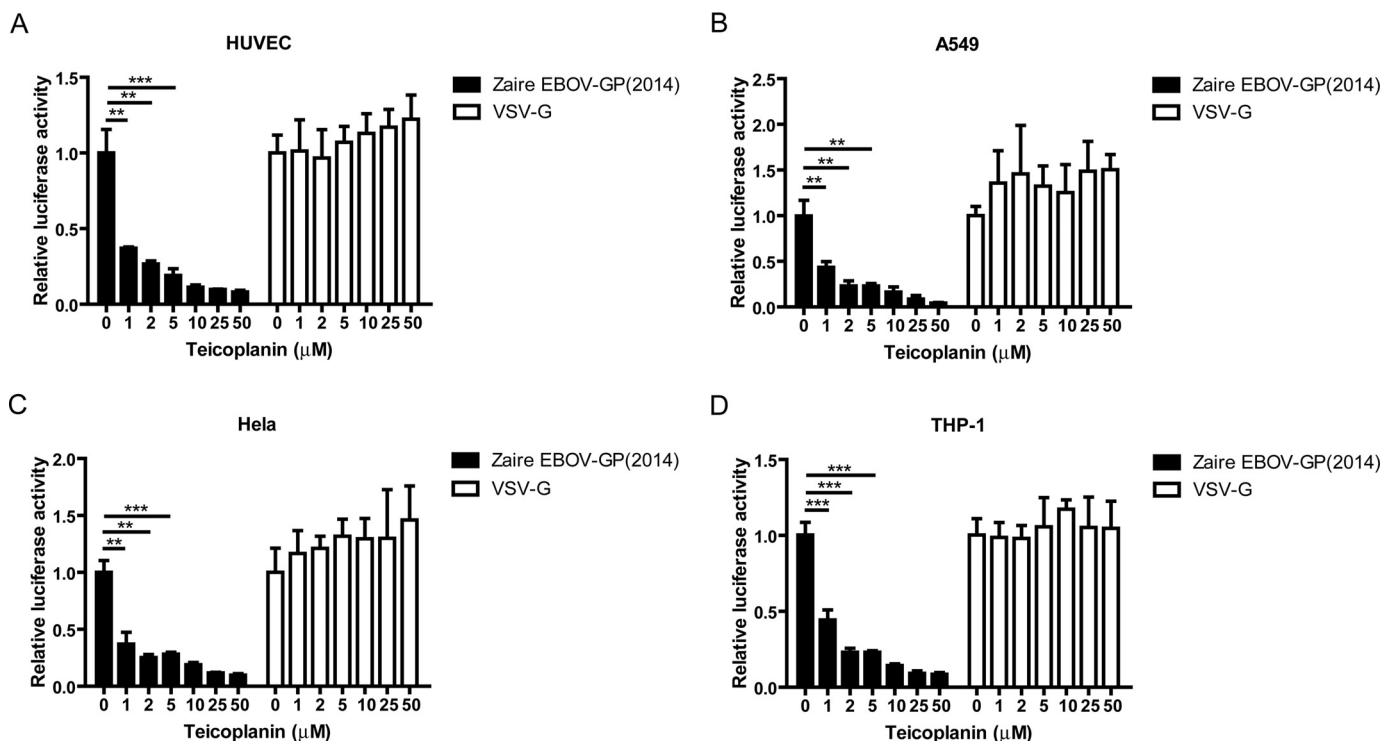 A
HUVEC
Relative luciferase activity
1.5
1.0
0.5
0.0
***
**
**
0 1 2 5 10 25 50 0 1 2 5 10 25 50
Teicoplanin (μM)
Zaire EBOV-GP(2014)
VSV-G
B
A549
Relative luciferase activity
2.5
2.0
1.5
1.0
0.5
0.0
**
**
**
0 1 2 5 10 25 50 0 1 2 5 10 25 50
Teicoplanin (μM)
Zaire EBOV-GP(2014)
VSV-G
C
Hela
Relative luciferase activity
2.0
1.5
1.0
0.5
0.0
***
**
**
0 1 2 5 10 25 50 0 1 2 5 10 25 50
Teicoplanin (μM)
Zaire EBOV-GP(2014)
VSV-G
D
THP-1
Relative luciferase activity
1.5
1.0
0.5
0.0
***
***
***
0 1 2 5 10 25 50 0 1 2 5 10 25 50
Teicoplanin (μM)
Zaire EBOV-GP(2014)
VSV-G